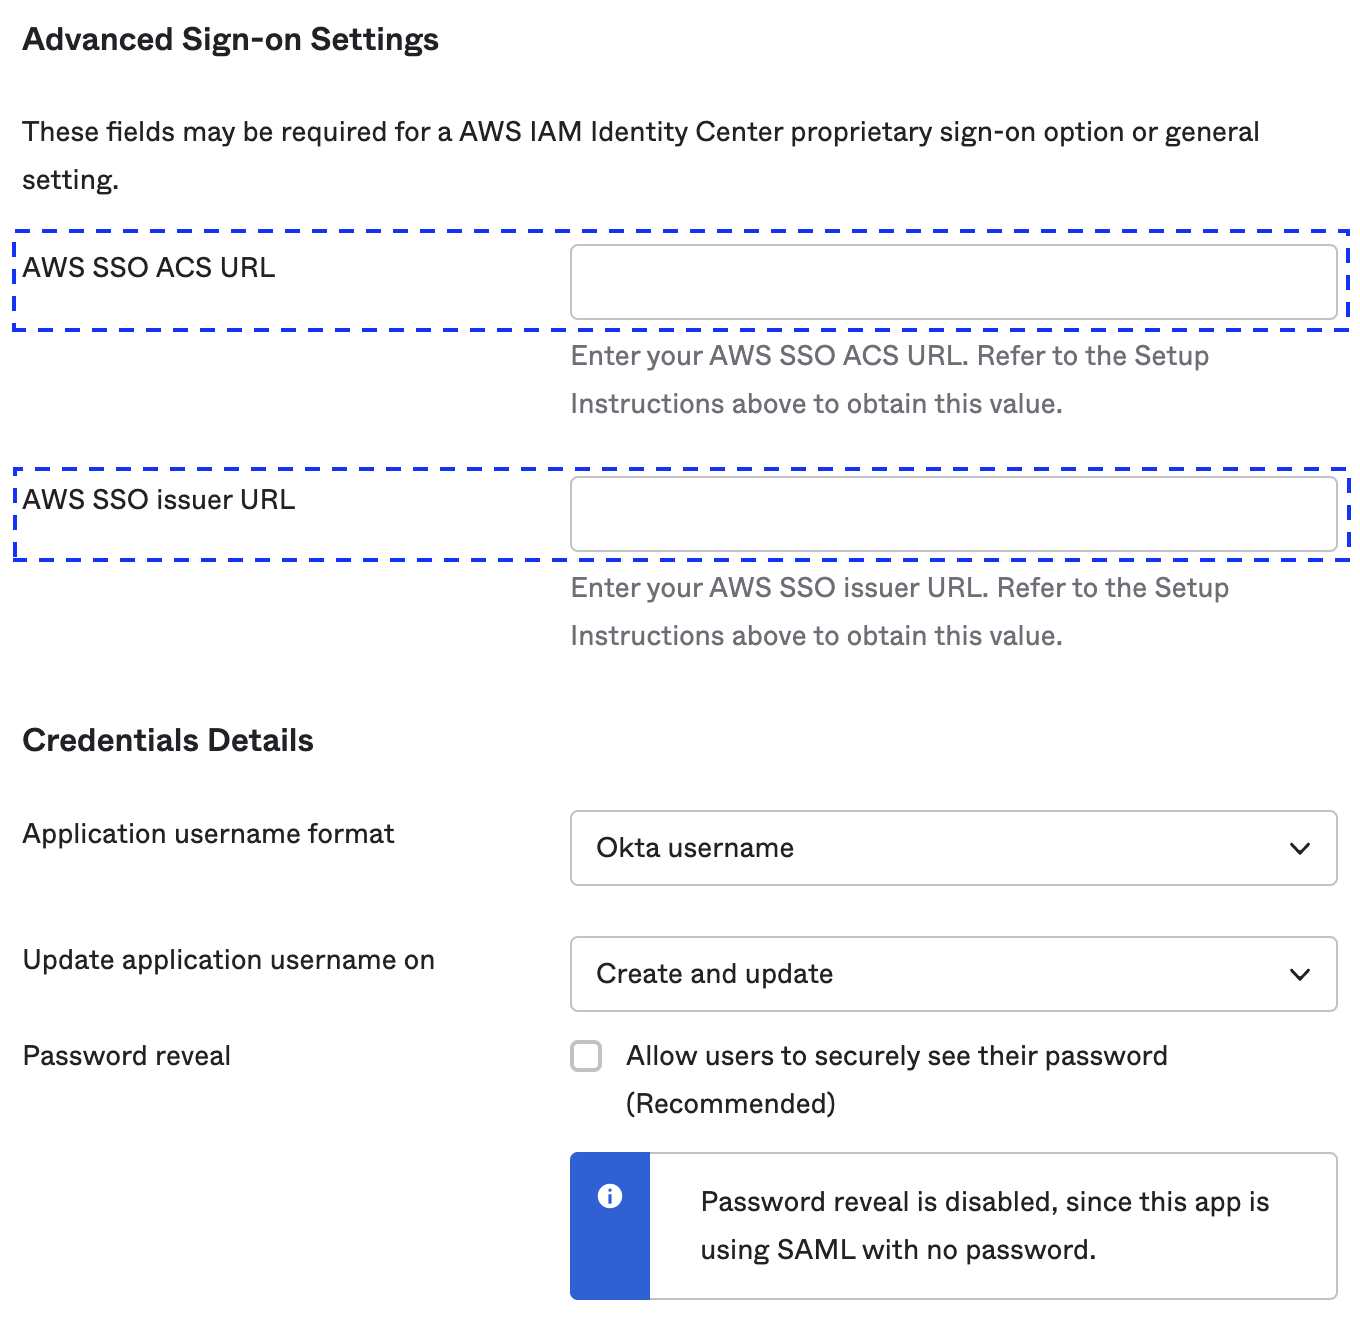 Advanced Sign-on Settings
These fields may be required for a AWS IAM Identity Center proprietary sign-on option or general
setting.
AWS SSO ACS URL
Enter your AWS SSO ACS URL. Refer to the Setup
Instructions above to obtain this value.
AWS SSO issuer URL
Enter your AWS SSO issuer URL. Refer to the Setup
Instructions above to obtain this value.
Credentials Details
Application username format
Okta username
Update application username on
Create and update
Password reveal
Allow users to securely see their password
(Recommended)
Password reveal is disabled, since this app is
using SAML with no password.